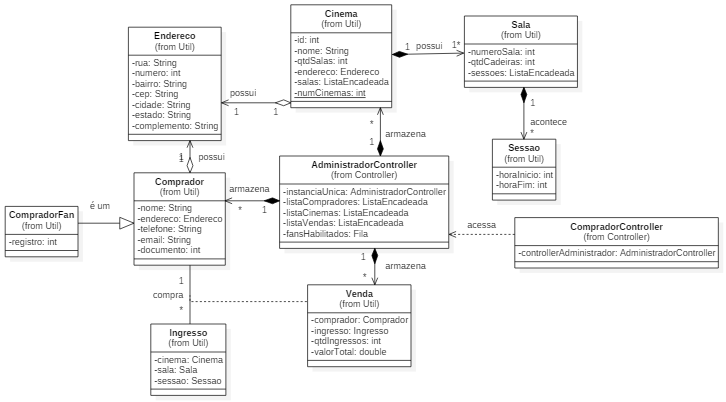 Cinema
(from Util)
-id: int
-nome: String
-qtdSalas: int
-endereco: Endereco
-salas: ListaEncadeada
-numCinemas: int
1
possui
1*
Sala
(from Util)
-numeroSala: int
-qtdCadeiras: int
-sessoes: ListaEncadeada
Endereco
(from Util)
-rua: String
-numero: int
-bairro: String
-cep: String
-cidade: String
-estado: String
-complemento: String
possui
1
1
1
acontece
*
*
armazena
1
Sessao
(from Util)
-horaInicio: int
-horaFim: int
1
possui
AdministradorController
(from Controller)
-instanciaUnica: AdministradorController
-listaCompradores: ListaEncadeada
-listaCinemas: ListaEncadeada
-listaVendas: ListaEncadeada
-fansHabilitados: Fila
Comprador
(from Util)
-nome: String
-endereco: Endereco
-telefone: String
-email: String
-documento: int
armazena
*
1
é um
CompradorFan
(from Util)
-registro: int
acessa
CompradorController
(from Controller)
-controllerAdministrador: AdministradorController
1
armazena
*
1
compra
*
Venda
(from Util)
-comprador: Comprador
-ingresso: Ingresso
-qtdIngressos: int
-valorTotal: double
Ingresso
(from Util)
-cinema: Cinema
-sala: Sala
-sessao: Sessao